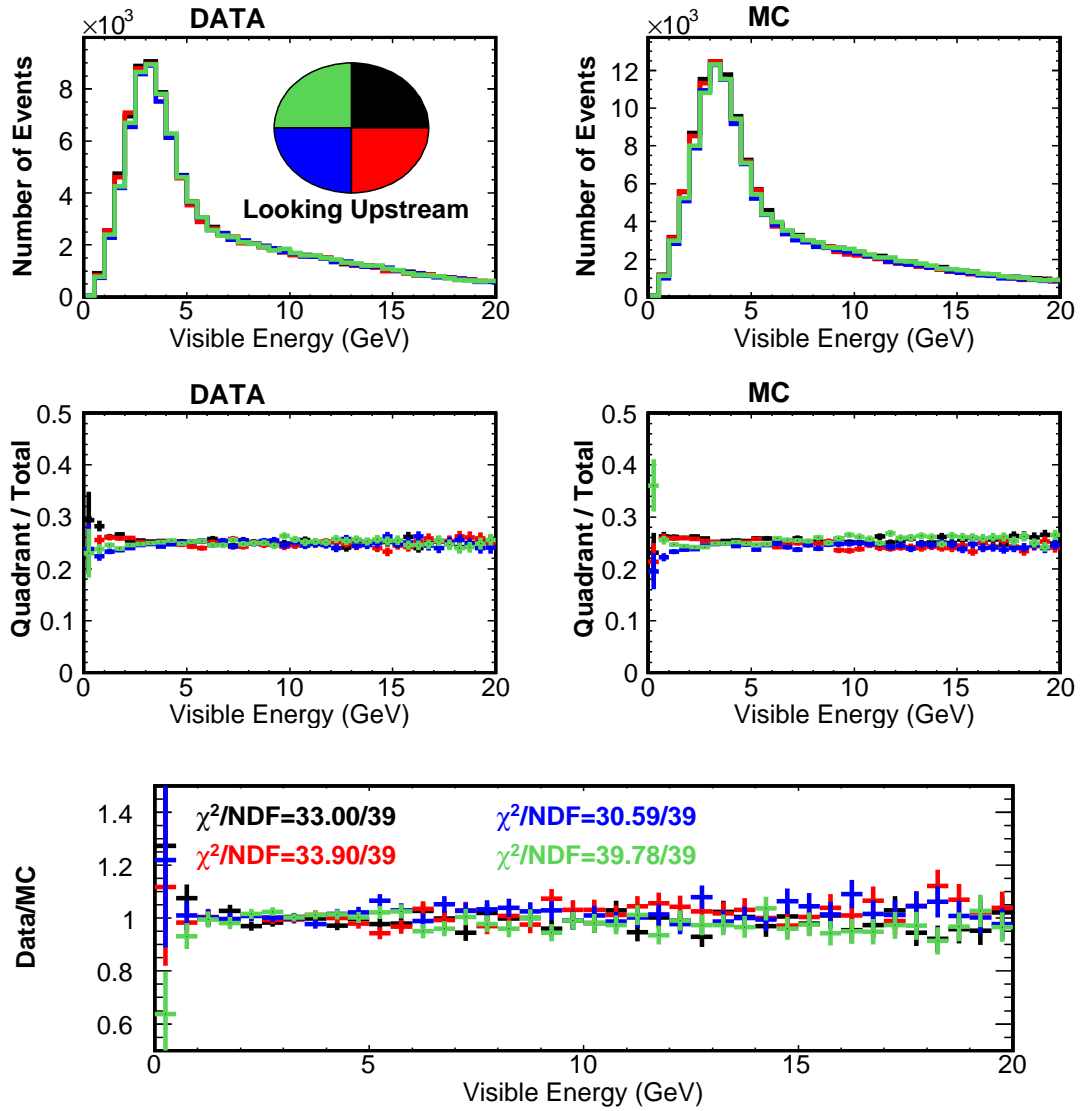 ×10³ DATA
Number of Events
8
6
4
2
0
Looking Upstream
0 5 10 15 20
Visible Energy (GeV)
×10³ MC
Number of Events
12
10
8
6
4
2
0
0 5 10 15 20
Visible Energy (GeV)
DATA
Quadrant / Total
0.5
0.4
0.3
0.2
0.1
0
0 5 10 15 20
Visible Energy (GeV)
MC
Quadrant / Total
0.5
0.4
0.3
0.2
0.1
0
0 5 10 15 20
Visible Energy (GeV)
Data/MC
1.4
1.2
1
0.8
0.6
χ²/NDF=33.00/39 χ²/NDF=30.59/39
χ²/NDF=33.90/39 χ²/NDF=39.78/39
0 5 10 15 20
Visible Energy (GeV)